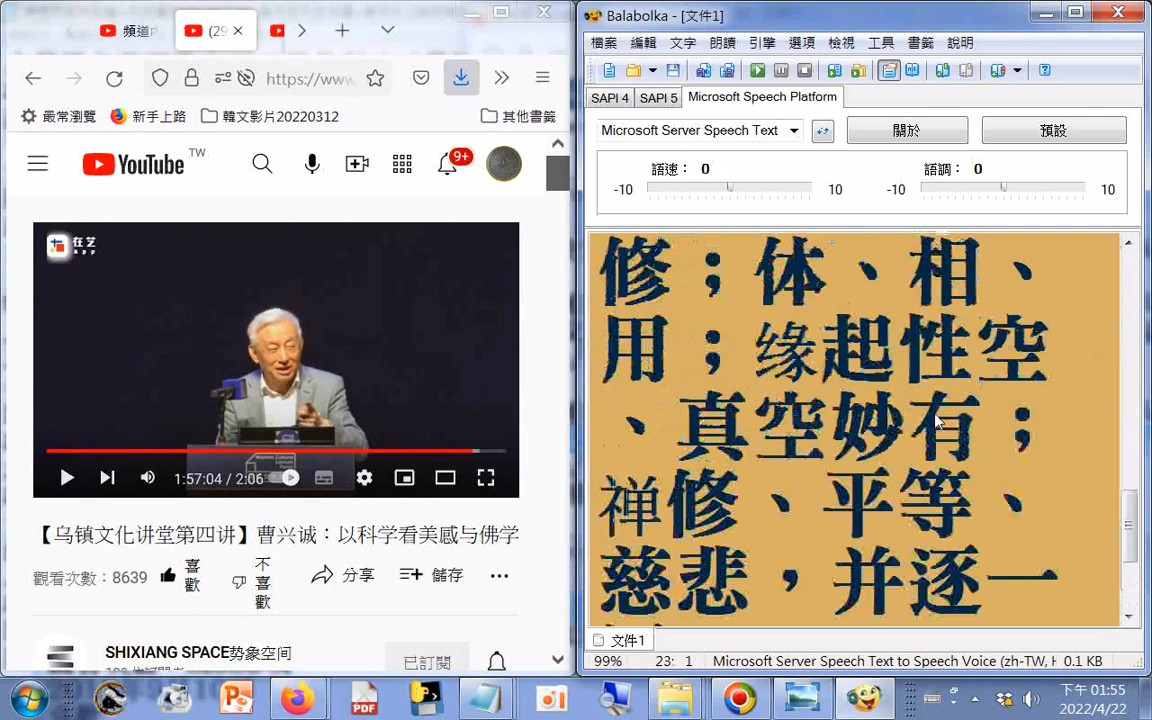 頻道內
(29
https://www
最常瀏覽
新手上路
韓文影片20220312
其他書籤
YouTube TW
9+
在艺
APP
1:57:04 / 2:06
【乌镇文化讲堂第四讲】曹兴诚：以科学看美感与佛学
觀看次數：8639
喜歡
不喜歡
分享
儲存
SHIXIANG SPACE势象空间
已訂閱
Balabolka - [文件1]
檔案 編輯 文字 朗讀 引擎 選項 檢視 工具 書籤 說明
SAPI 4 SAPI 5 Microsoft Speech Platform
Microsoft Server Speech Text
關於
預設
語速： 0
語調： 0
-10 10 -10 10
修；体、相、
用；缘起性空
、真空妙有；
禅修、平等、
慈悲，并逐一
文件1
99% 23: 1 Microsoft Server Speech Text to Speech Voice (zh-TW, H 0.1 KB
PDF
下午 01:55
2022/4/22